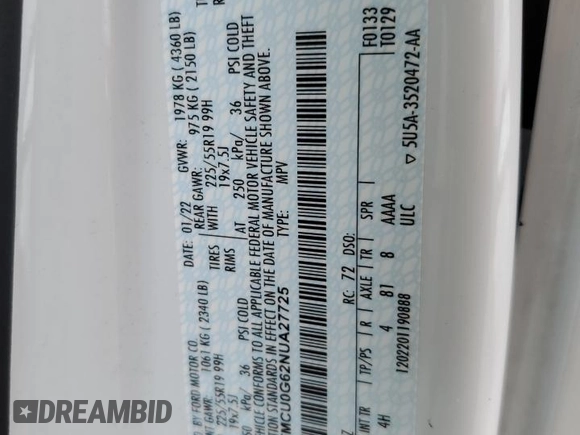 D. BY FORD MOTOR CO.
DATE: 01/22 GVWR: 1978 KG ( 4360 LB)
GAWR: 1061 KG ( 2340 LB) REAR GAWR: 975 KG ( 2150 LB)
225/55R19 99H TIRES WITH 225/55R19 99H
19x7.5J RIMS 19x7.5J
250 kPa/ 36 PSI COLD AT 250 kPa/ 36 PSI COLD
VEHICLE CONFORMS TO ALL APPLICABLE FEDERAL MOTOR VEHICLE SAFETY AND THEFT
STANDARDS IN EFFECT ON THE DATE OF MANUFACTURE SHOWN ABOVE.
MCU0G62NUA27725 TYPE: MPV
F0133
T0129
RC: 72 DSO:
INT TR TP/PS R AXLE TR SPR
4H 4 81 8 AAAA
ULC
1202201190888
▽ 5U5A-3520472-AA
DREAMBID